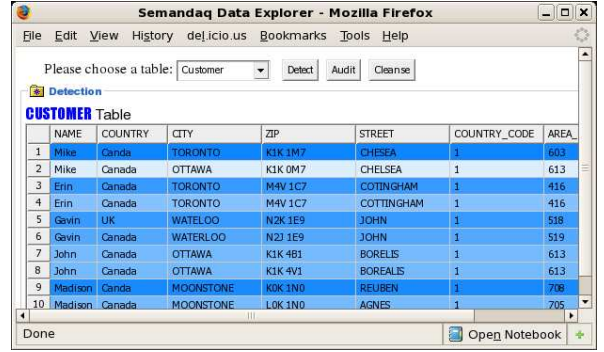 Semandaq Data Explorer - Mozilla Firefox
File Edit View History del.icio.us Bookmarks Tools Help
Please choose a table: Customer Detect Audit Cleanse
Detection
CUSTOMER Table
NAME COUNTRY CITY ZIP STREET COUNTRY_CODE AREA_
1 Mike Canda TORONTO K1K 1M7 CHESEA 1 603
2 Mike Canada OTTAWA K1K 0M7 CHELSEA 1 613
3 Erin Canda TORONTO M4V 1C7 COTINGHAM 1 416
4 Erin Canada TORONTO M4V 1C7 COTTINGHAM 1 416
5 Gavin UK WATELOO N2K 1E9 JOHN 1 518
6 Gavin Canada WATERLOO N2J 1E9 JOHN 1 519
7 John Canada OTTAWA K1K 4B1 BORELIS 1 613
8 John Canada OTTAWA K1K 4V1 BOREALIS 1 613
9 Madison Canda MOONSTONE K0K 1N0 REUBEN 1 708
10 Madison Canada MOONSTONE L0K 1N0 AGNES 1 705
Done Open Notebook